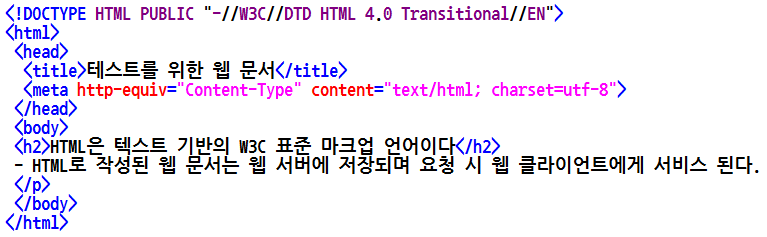 <!DOCTYPE HTML PUBLIC "-//W3C//DTD HTML 4.0 Transitional//EN">
<html>
<head>
<title>테스트를 위한 웹 문서</title>
<meta http-equiv="Content-Type" content="text/html; charset=utf-8">
</head>
<body>
<h2>HTML은 텍스트 기반의 W3C 표준 마크업 언어이다</h2>
- HTML로 작성된 웹 문서는 웹 서버에 저장되며 요청 시 웹 클라이언트에게 서비스 된다.
</p>
</body>
</html>